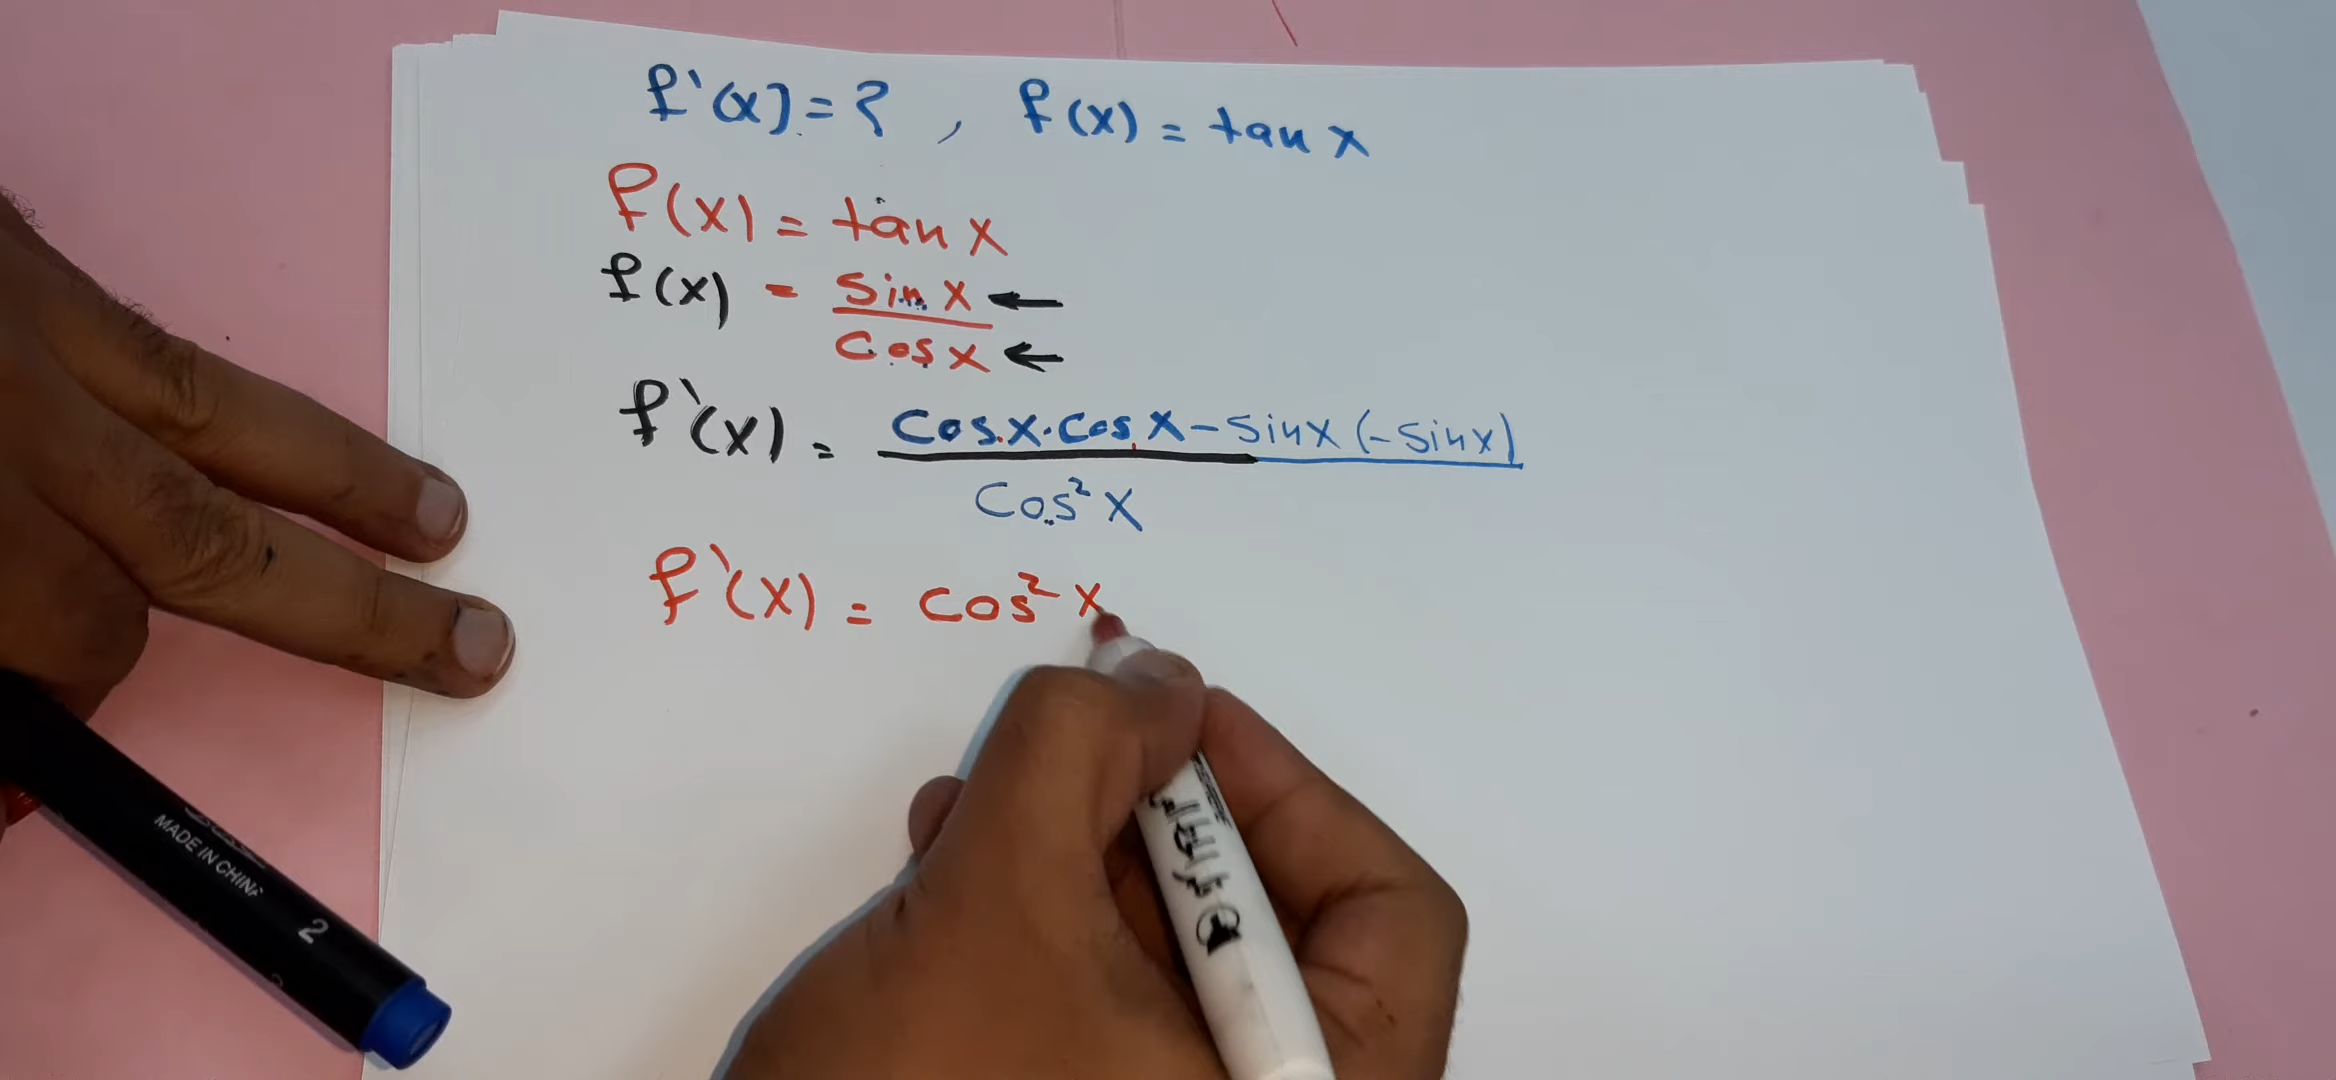 f'(x) = ? , f(x) = tan x
f(x) = tan x
f(x) = sin x ←
cos x ←
f'(x) = cos x · cos x - sin x (- sin x)
cos² x
f'(x) = cos² x
MADE IN CHINA
2